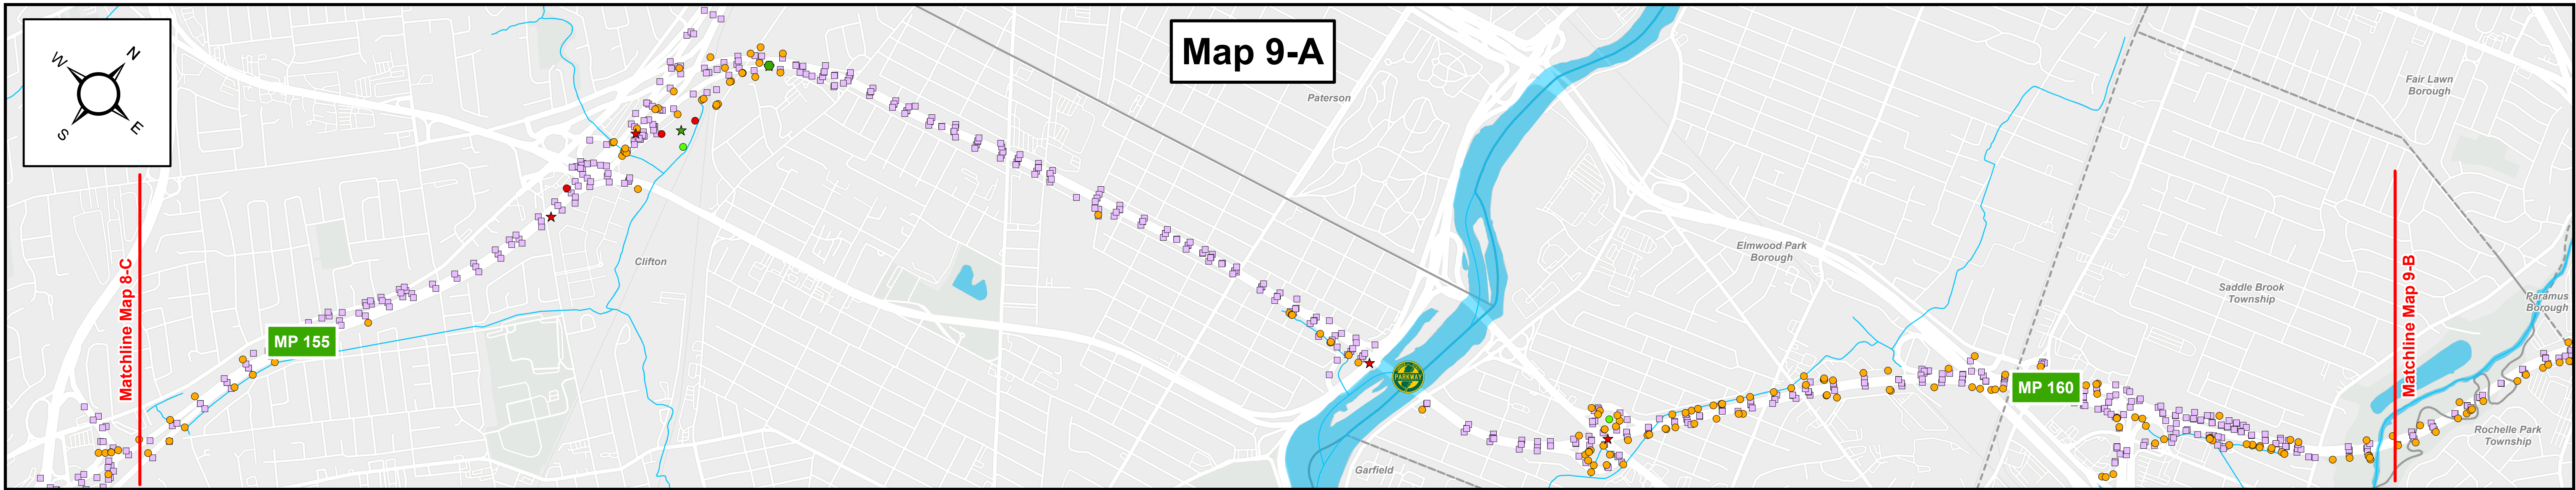 Map 9-A
W
N
S
E
Matchline Map 8-C
MP 155
Clifton
Paterson
PARKWAY
Garfield
Elmwood Park
Borough
MP 160
Saddle Brook
Township
Fair Lawn
Borough
Matchline Map 9-B
Paramus
Borough
Rochelle Park
Township